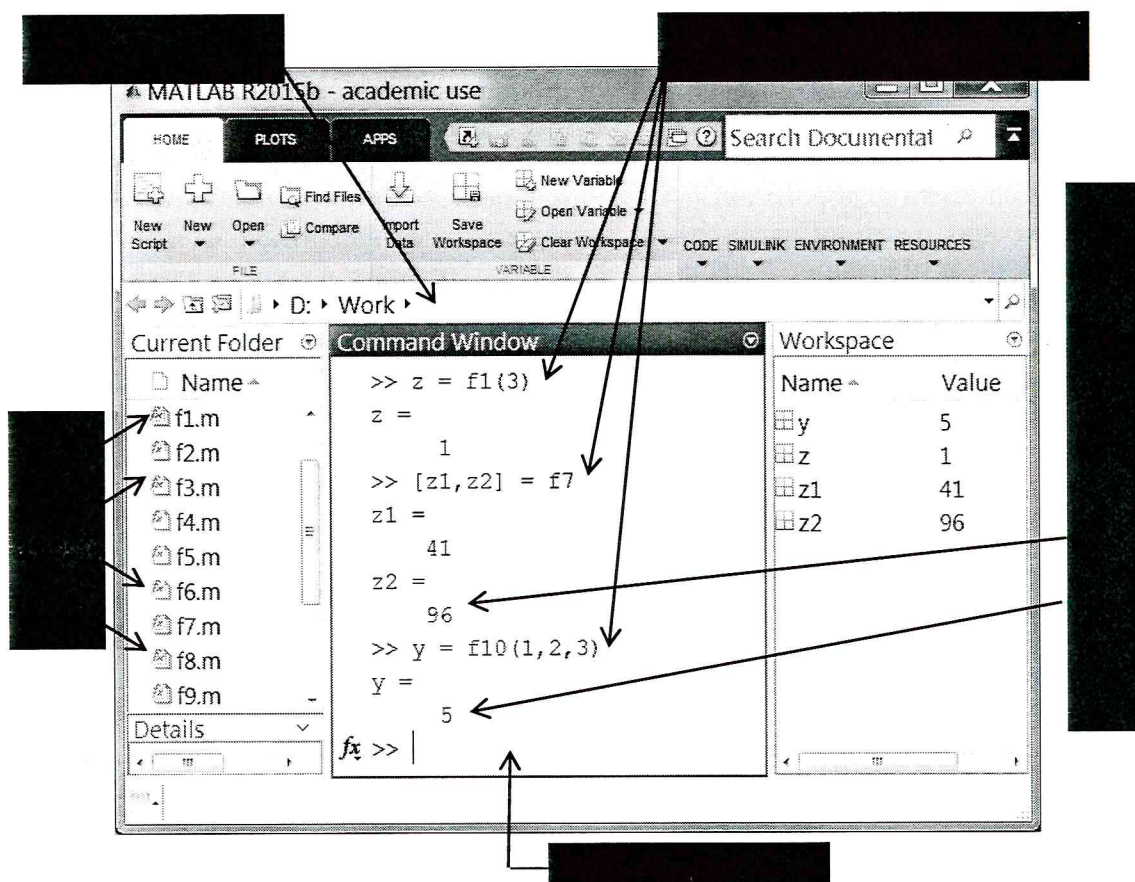 MATLAB R2015b - academic use
HOME PLOTS APPS Search Documentat
New Script
New
Open
Find Files
Compare
Import Data
Save Workspace
New Variable
Open Variable
Clear Workspace
CODE SIMULINK ENVIRONMENT RESOURCES
FILE VARIABLE
D: Work
Current Folder
Name
f1.m
f2.m
f3.m
f4.m
f5.m
f6.m
f7.m
f8.m
f9.m
Details
Command Window
>> z = f1(3)
z =
1
>> [z1,z2] = f7
z1 =
41
z2 =
96
>> y = f10(1,2,3)
y =
5
fx >>
Workspace
Name Value
y 5
z 1
z1 41
z2 96